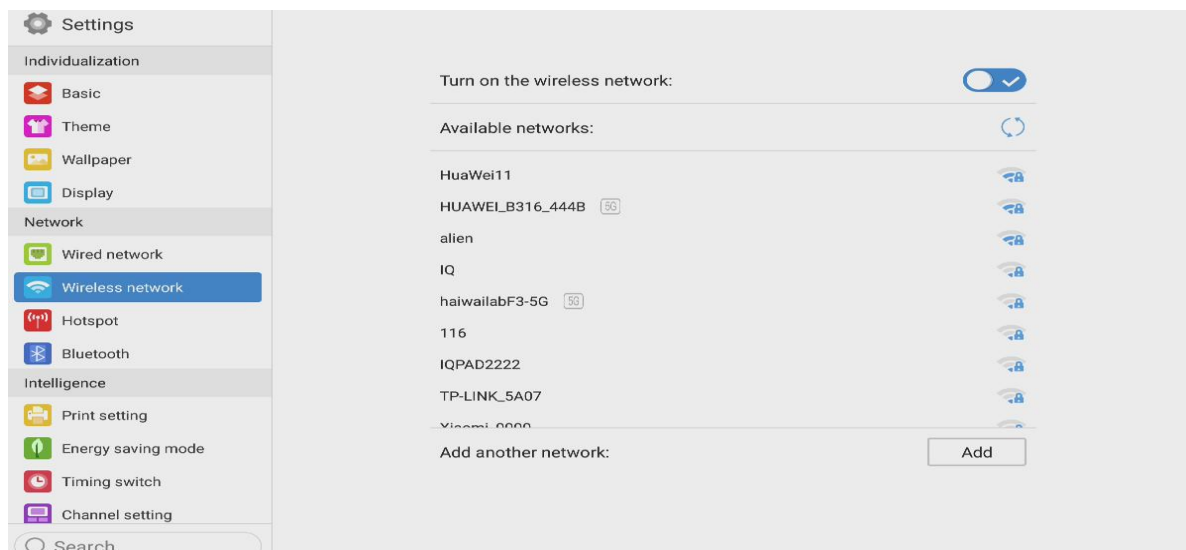 Settings
Individualization
Basic
Theme
Wallpaper
Display
Network
Wired network
Wireless network
Hotspot
Bluetooth
Intelligence
Print setting
Energy saving mode
Timing switch
Channel setting
Search
Turn on the wireless network:
Available networks:
HuaWei11
HUAWEI_B316_444B 5G
alien
IQ
haiwailabF3-5G 5G
116
IQPAD2222
TP-LINK_5A07
Add another network:
Add